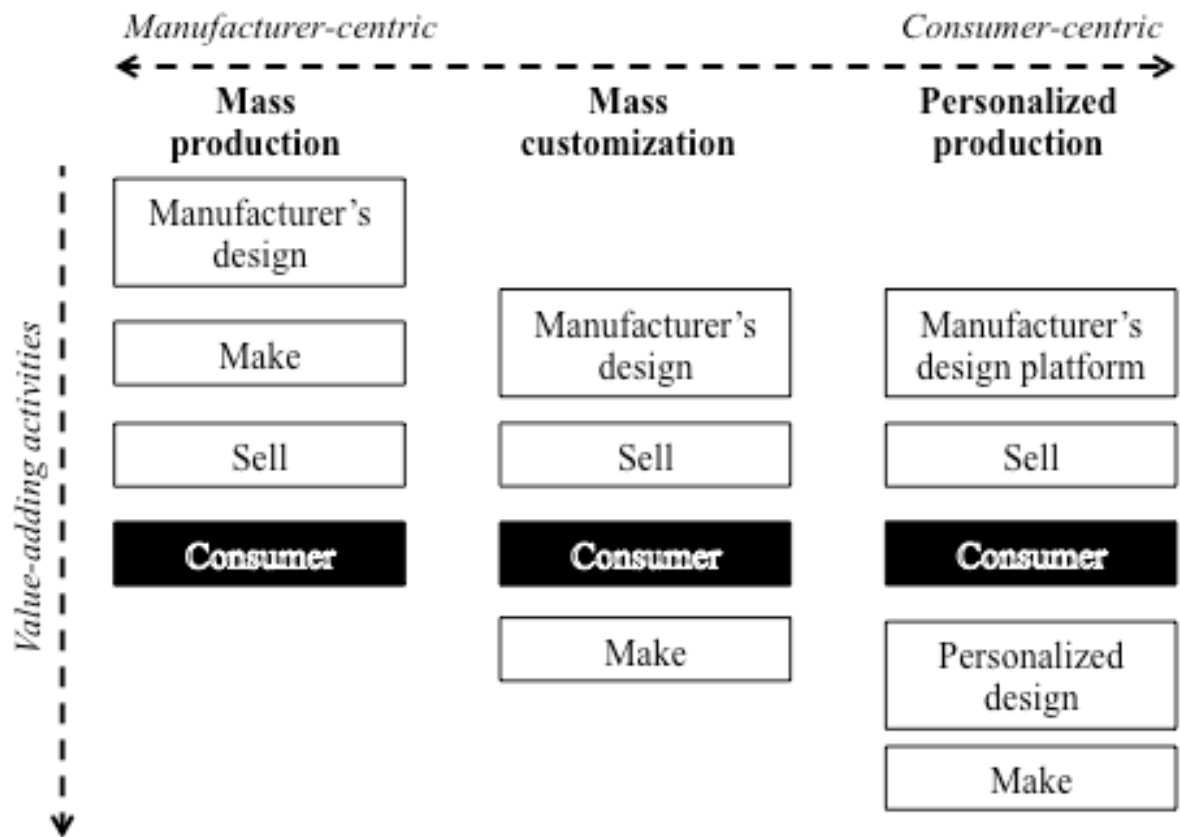 Manufacturer-centric
Consumer-centric
Mass
production
Mass
customization
Personalized
production
Value-adding activities
Manufacturer’s
design
Make
Sell
Consumer
Manufacturer’s
design
Sell
Consumer
Make
Manufacturer’s
design platform
Sell
Consumer
Personalized
design
Make